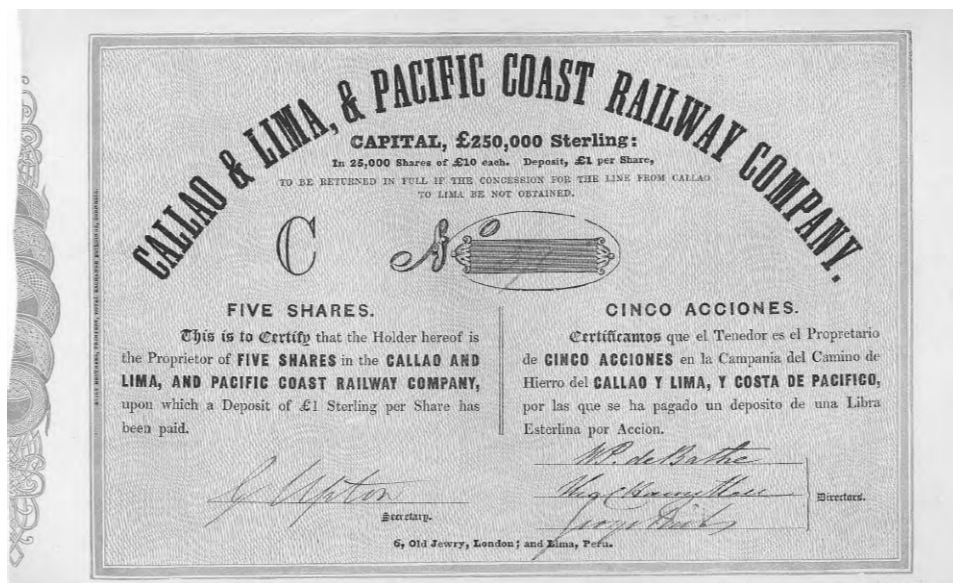 CALLAO & LIMA, & PACIFIC COAST RAILWAY COMPANY.
CAPITAL, £250,000 Sterling:
In 25,000 Shares of £10 each. Deposit, £1 per Share,
TO BE RETURNED IN FULL IF THE CONCESSION FOR THE LINE FROM CALLAO
TO LIMA BE NOT OBTAINED.
C No
FIVE SHARES.
This is to Certify that the Holder hereof is
the Proprietor of FIVE SHARES in the CALLAO AND
LIMA, AND PACIFIC COAST RAILWAY COMPANY,
upon which a Deposit of £1 Sterling per Share has
been paid.
CINCO ACCIONES.
Certificamos que el Tenedor es el Propretario
de CINCO ACCIONES en la Campania del Camino de
Hierro del CALLAO Y LIMA, Y COSTA DE PACIFICO,
por las que se ha pagado un deposito de una Libra
Esterlina por Accion.
G Upton
Secretary.
W. P. de Bathe
George
Directors.
6, Old Jewry, London; and Lima, Peru.